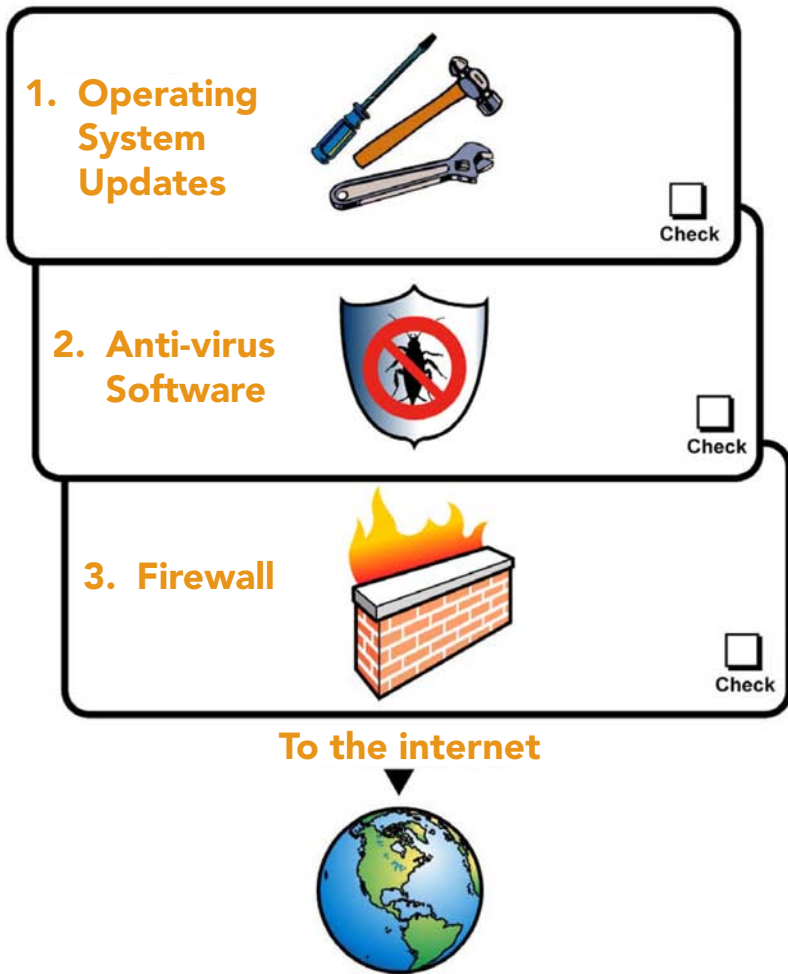 1. Operating
System
Updates
Check
2. Anti-virus
Software
Check
3. Firewall
Check
To the internet